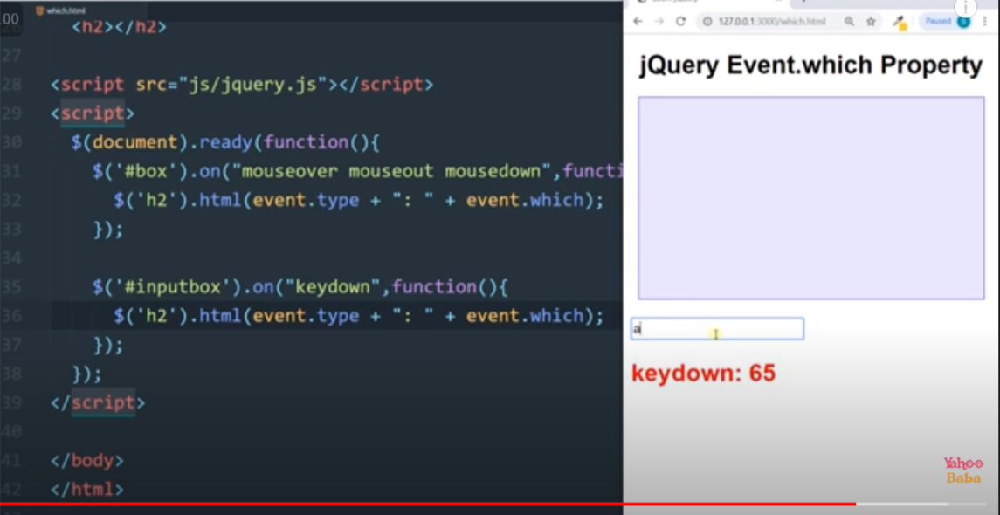 00
which.html
26 <h2></h2>
27
28 <script src="js/jquery.js"></script>
29 <script>
30 $(document).ready(function(){
31 $('#box').on("mouseover mouseout mousedown",functi
32 $('h2').html(event.type + ": " + event.which);
33 });
34
35 $('#inputbox').on("keydown",function(){
36 $('h2').html(event.type + ": " + event.which);
37 });
38 });
39 </script>
40
41 </body>
42 </html>
127.0.0.1:3000/which.html
Paused
jQuery Event.which Property
a
keydown: 65
Yahoo
Baba